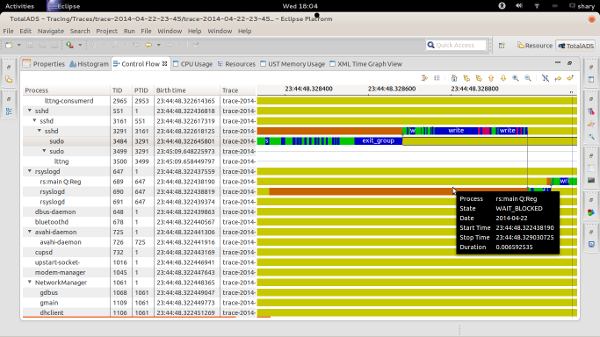 Activities Eclipse Wed 18:04 shary
TotalADS - Tracing/Traces/trace-2014-04-22-23-45/trace-2014-04-22-23-45... - Eclipse Platform
File Edit Navigate Search Project Run Window Help
Quick Access Resource TotalADS
Properties Histogram Control Flow CPU Usage Resources UST Memory Usage XML Time Graph View
Process TID PTID Birth time Trace 23:44:48.328400 23:44:48.328600 23:44:48.328800
lttng-consumerd 2965 2953 23:44:48.322614365 trace-2014-
sshd 551 1 23:44:48.322436818 trace-2014-
sshd 3161 551 23:44:48.322617319 trace-2014-
sshd 3291 3161 23:44:48.322618125 trace-2014- w write write
sudo 3484 3291 23:44:48.322645801 trace-2014- s exit_group
sudo 3499 3291 23:45:09.648225973 trace-2014-
lttng 3500 3499 23:45:09.658449797 trace-2014-
rsyslogd 647 1 23:44:48.322437559 trace-2014-
rs:main Q:Reg 689 647 23:44:48.322438190 trace-2014- wri
rsyslogd 690 647 23:44:48.322438819 trace-2014-
rsyslogd 691 647 23:44:48.322439374 trace-2014-
dbus-daemon 648 1 23:44:48.322439663 trace-2014-
bluetoothd 667 1 23:44:48.322440567 trace-2014-
avahi-daemon 725 1 23:44:48.322441306 trace-2014-
avahi-daemon 726 725 23:44:48.322441916 trace-2014-
cupsd 732 1 23:44:48.322443169 trace-2014-
upstart-socket- 1016 1 23:44:48.322446941 trace-2014-
modem-manager 1045 1 23:44:48.322447643 trace-2014-
NetworkManager 1061 1 23:44:48.322448264 trace-2014-
gdbus 1068 1061 23:44:48.322449047 trace-2014-
gmain 1109 1061 23:44:48.322449773 trace-2014-
dhclient 1108 1061 23:44:48.322451269 trace-2014-
Process rs:main Q:Reg
State WAIT_BLOCKED
Date 2014-04-22
Start Time 23:44:48.322438190
Stop Time 23:44:48.329030725
Duration 0.006592535